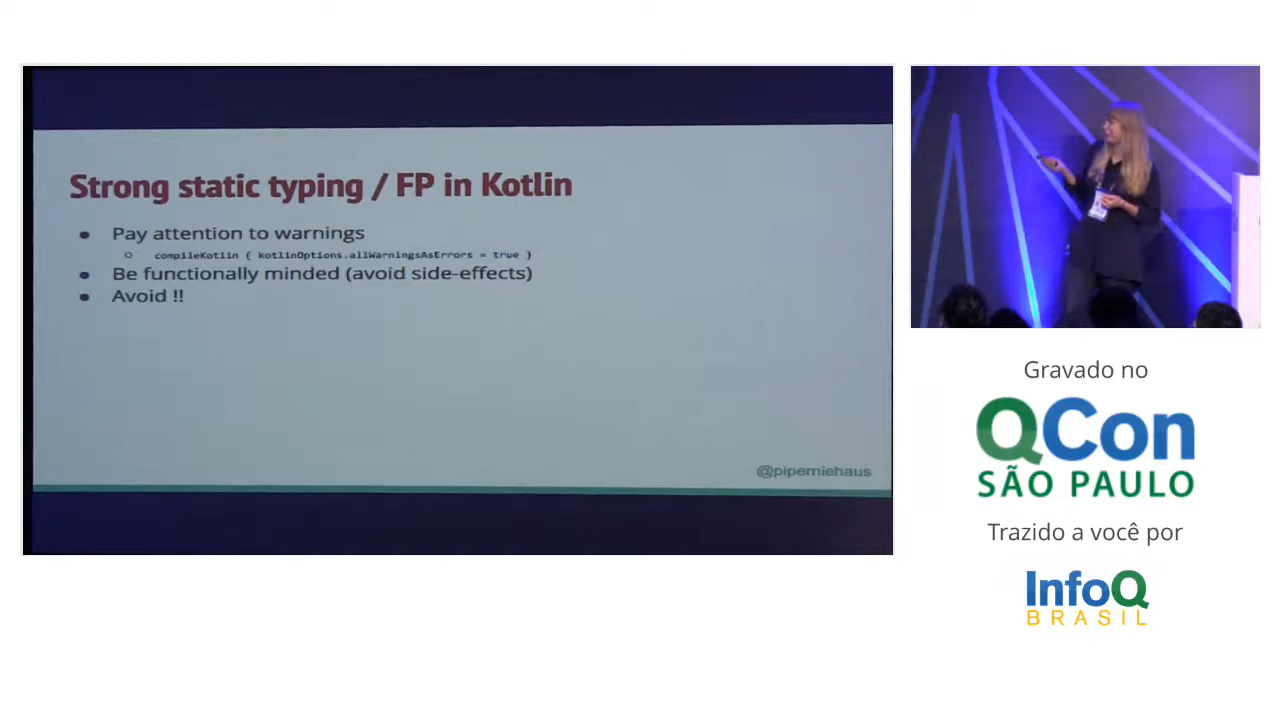 Strong static typing / FP in Kotlin
Pay attention to warnings
compileKotlin { kotlinOptions.allWarningsAsErrors = true }
Be functionally minded (avoid side-effects)
Avoid !!
@piperniehaus
Gravado no
QCon
SÃO PAULO
Trazido a você por
InfoQ
BRASIL